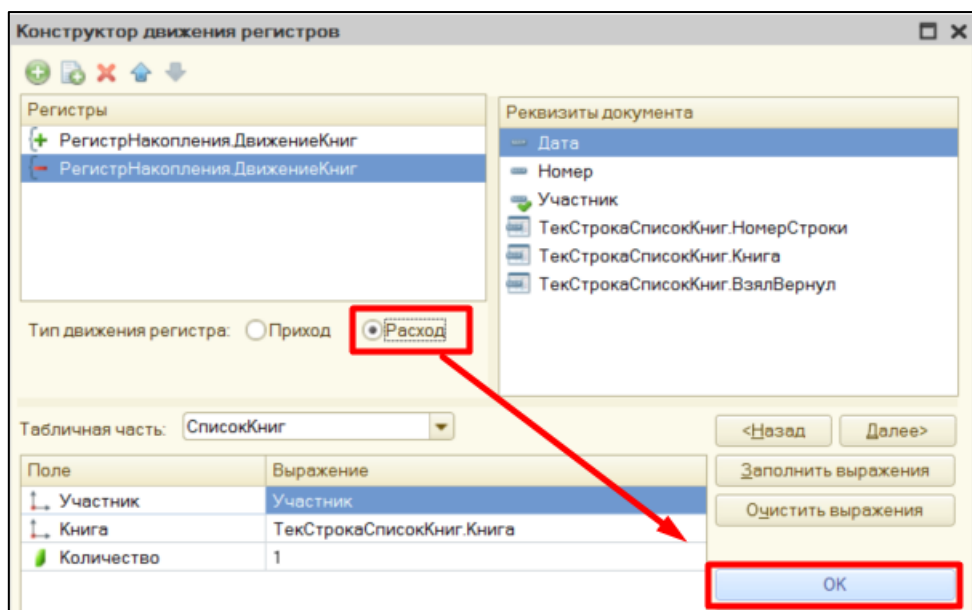 Конструктор движения регистров
Регистры
РегистрНакопления.ДвижениеКниг
РегистрНакопления.ДвижениеКниг
Реквизиты документа
Дата
Номер
Участник
ТекСтрокаСписокКниг.НомерСтроки
ТекСтрокаСписокКниг.Книга
ТекСтрокаСписокКниг.ВзялВернул
Тип движения регистра: Приход Расход
Табличная часть: СписокКниг
<Назад Далее>
Поле Выражение
Участник Участник
Книга ТекСтрокаСписокКниг.Книга
Количество 1
Заполнить выражения
Очистить выражения
ОК